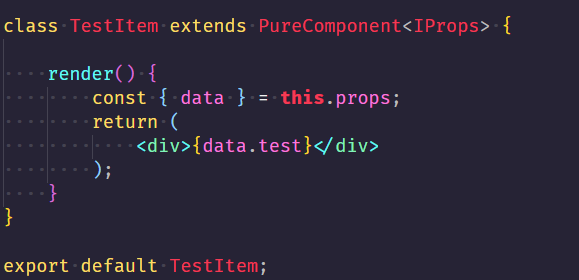 class TestItem extends PureComponent<IProps> {
    render() {
        const { data } = this.props;
        return (
            <div>{data.test}</div>
        );
    }
}
export default TestItem;